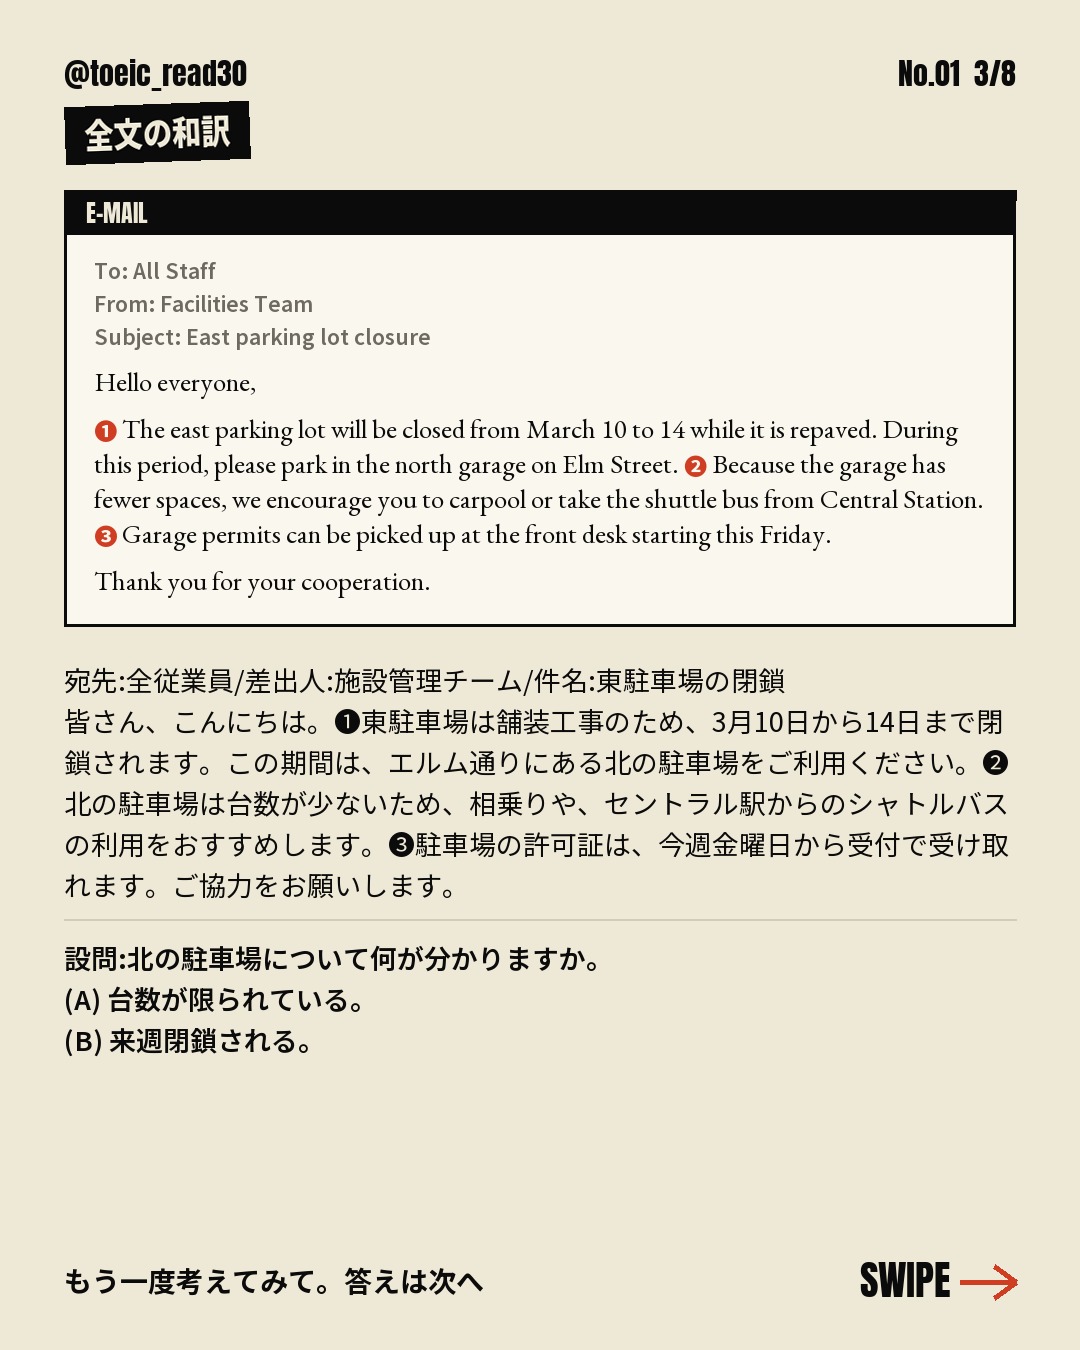 @toeic_read30
No.01 3/8
全文の和訳
E-MAIL
To: All Staff
From: Facilities Team
Subject: East parking lot closure
Hello everyone,
❶ The east parking lot will be closed from March 10 to 14 while it is repaved. During
this period, please park in the north garage on Elm Street. ❷ Because the garage has
fewer spaces, we encourage you to carpool or take the shuttle bus from Central Station.
❸ Garage permits can be picked up at the front desk starting this Friday.
Thank you for your cooperation.
宛先:全従業員/差出人:施設管理チーム/件名:東駐車場の閉鎖
皆さん、こんにちは。❶東駐車場は舗装工事のため、3月10日から14日まで閉
鎖されます。この期間は、エルム通りにある北の駐車場をご利用ください。❷
北の駐車場は台数が少ないため、相乗りや、セントラル駅からのシャトルバス
の利用をおすすめします。❸駐車場の許可証は、今週金曜日から受付で受け取
れます。ご協力をお願いします。
設問:北の駐車場について何が分かりますか。
(A) 台数が限られている。
(B) 来週閉鎖される。
もう一度考えてみて。答えは次へ
SWIPE